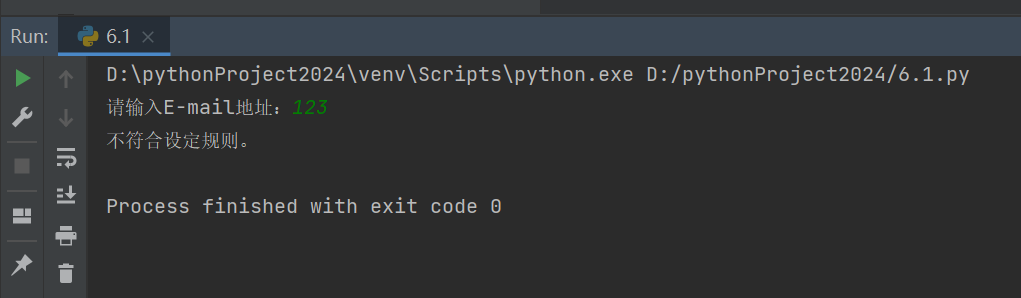 Run: 6.1
D:\pythonProject2024\venv\Scripts\python.exe D:/pythonProject2024/6.1.py
请输入E-mail地址：123
不符合设定规则。
Process finished with exit code 0